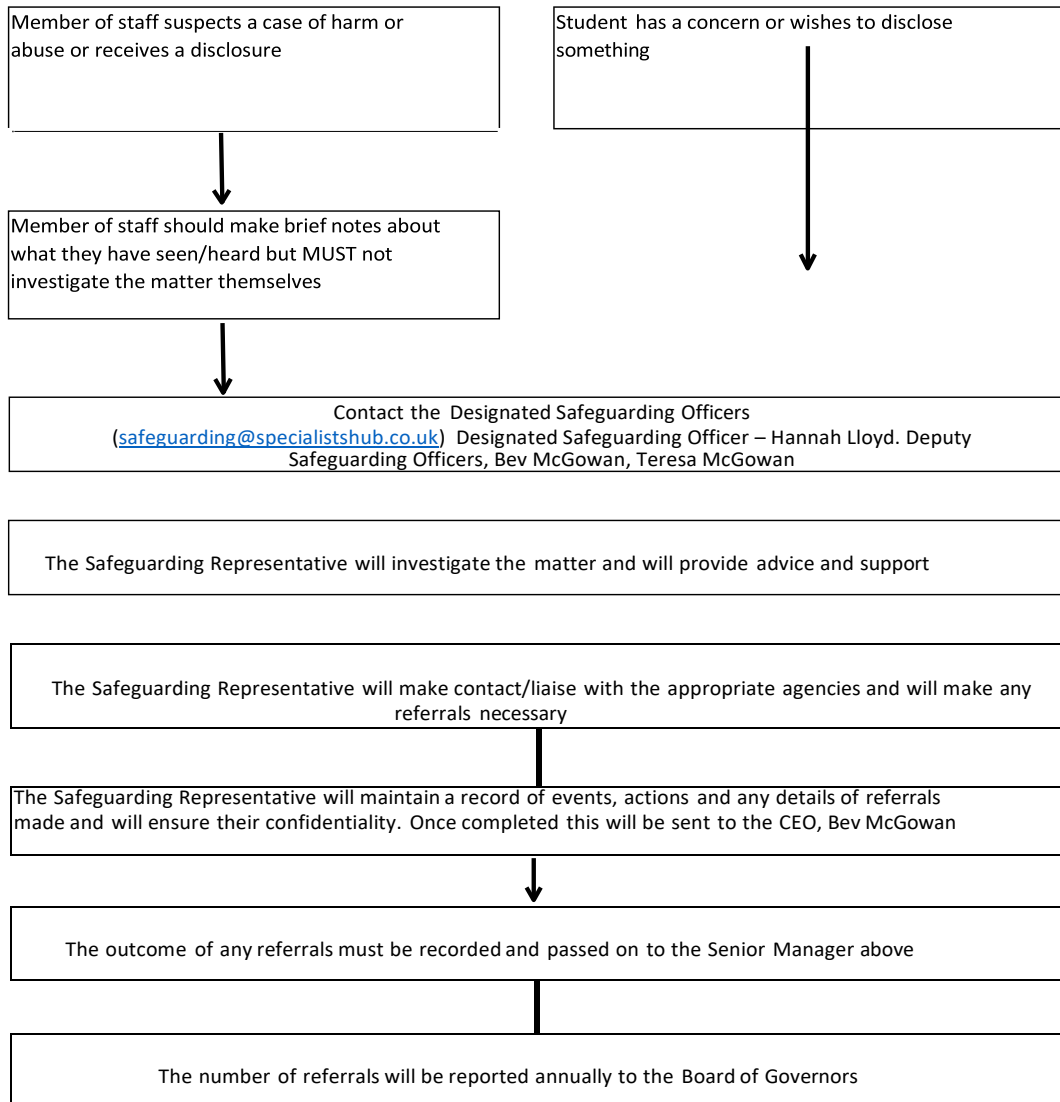 Member of staff suspects a case of harm or
abuse or receives a disclosure
Student has a concern or wishes to disclose
something
Member of staff should make brief notes about
what they have seen/heard but MUST not
investigate the matter themselves
Contact the Designated Safeguarding Officers
(safeguarding@specialistshub.co.uk) Designated Safeguarding Officer – Hannah Lloyd. Deputy
Safeguarding Officers, Bev McGowan, Teresa McGowan
The Safeguarding Representative will investigate the matter and will provide advice and support
The Safeguarding Representative will make contact/liaise with the appropriate agencies and will make any
referrals necessary
The Safeguarding Representative will maintain a record of events, actions and any details of referrals
made and will ensure their confidentiality. Once completed this will be sent to the CEO, Bev McGowan
The outcome of any referrals must be recorded and passed on to the Senior Manager above
The number of referrals will be reported annually to the Board of Governors